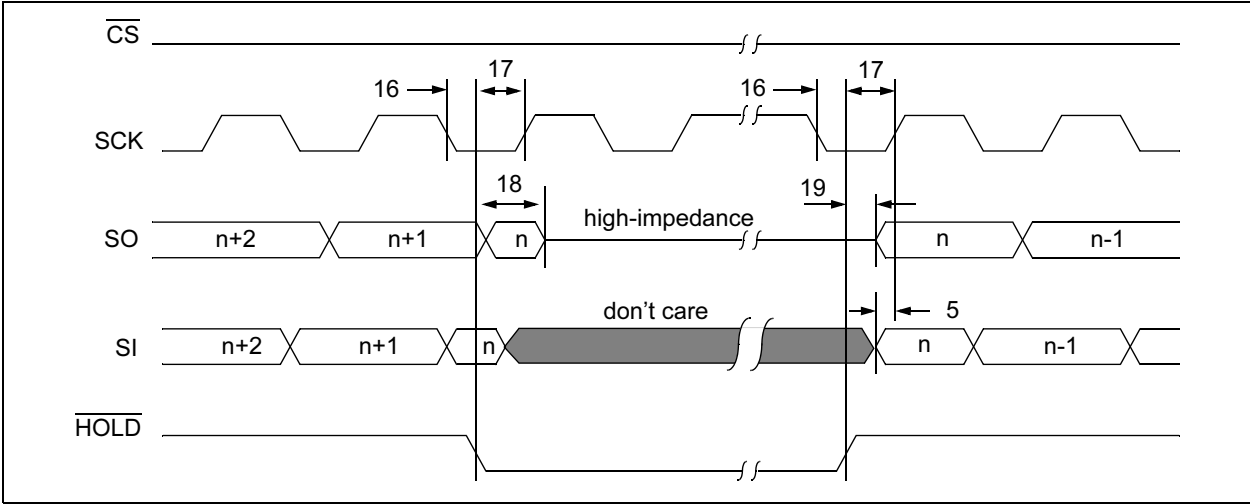 CS
16 17 16 17
SCK
18 19
high-impedance
SO n+2 n+1 n n n-1
don't care 5
SI n+2 n+1 n n n-1
HOLD